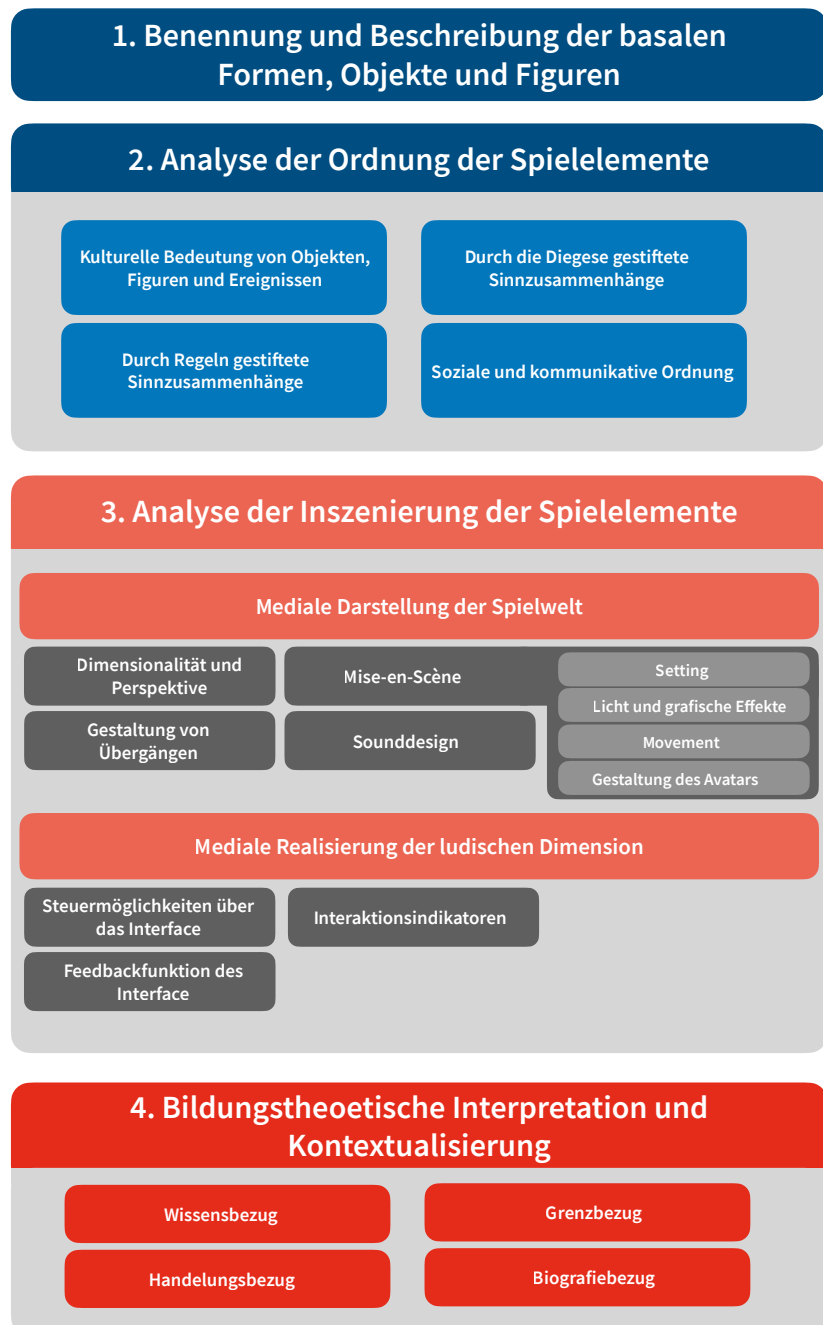 1. Benennung und Beschreibung der basalen
Formen, Objekte und Figuren
2. Analyse der Ordnung der Spielelemente
Kulturelle Bedeutung von Objekten,
Figuren und Ereignissen
Durch die Diegese gestiftete
Sinnzusammenhänge
Durch Regeln gestiftete
Sinnzusammenhänge
Soziale und kommunikative Ordnung
3. Analyse der Inszenierung der Spielelemente
Mediale Darstellung der Spielwelt
Dimensionalität und
Perspektive
Mise-en-Scène
Setting
Licht und grafische Effekte
Movement
Gestaltung des Avatars
Gestaltung von
Übergängen
Sounddesign
Mediale Realisierung der ludischen Dimension
Steuermöglichkeiten über
das Interface
Interaktionsindikatoren
Feedbackfunktion des
Interface
4. Bildungstheoetische Interpretation und
Kontextualisierung
Wissensbezug
Grenzbezug
Handelungsbezug
Biografiebezug